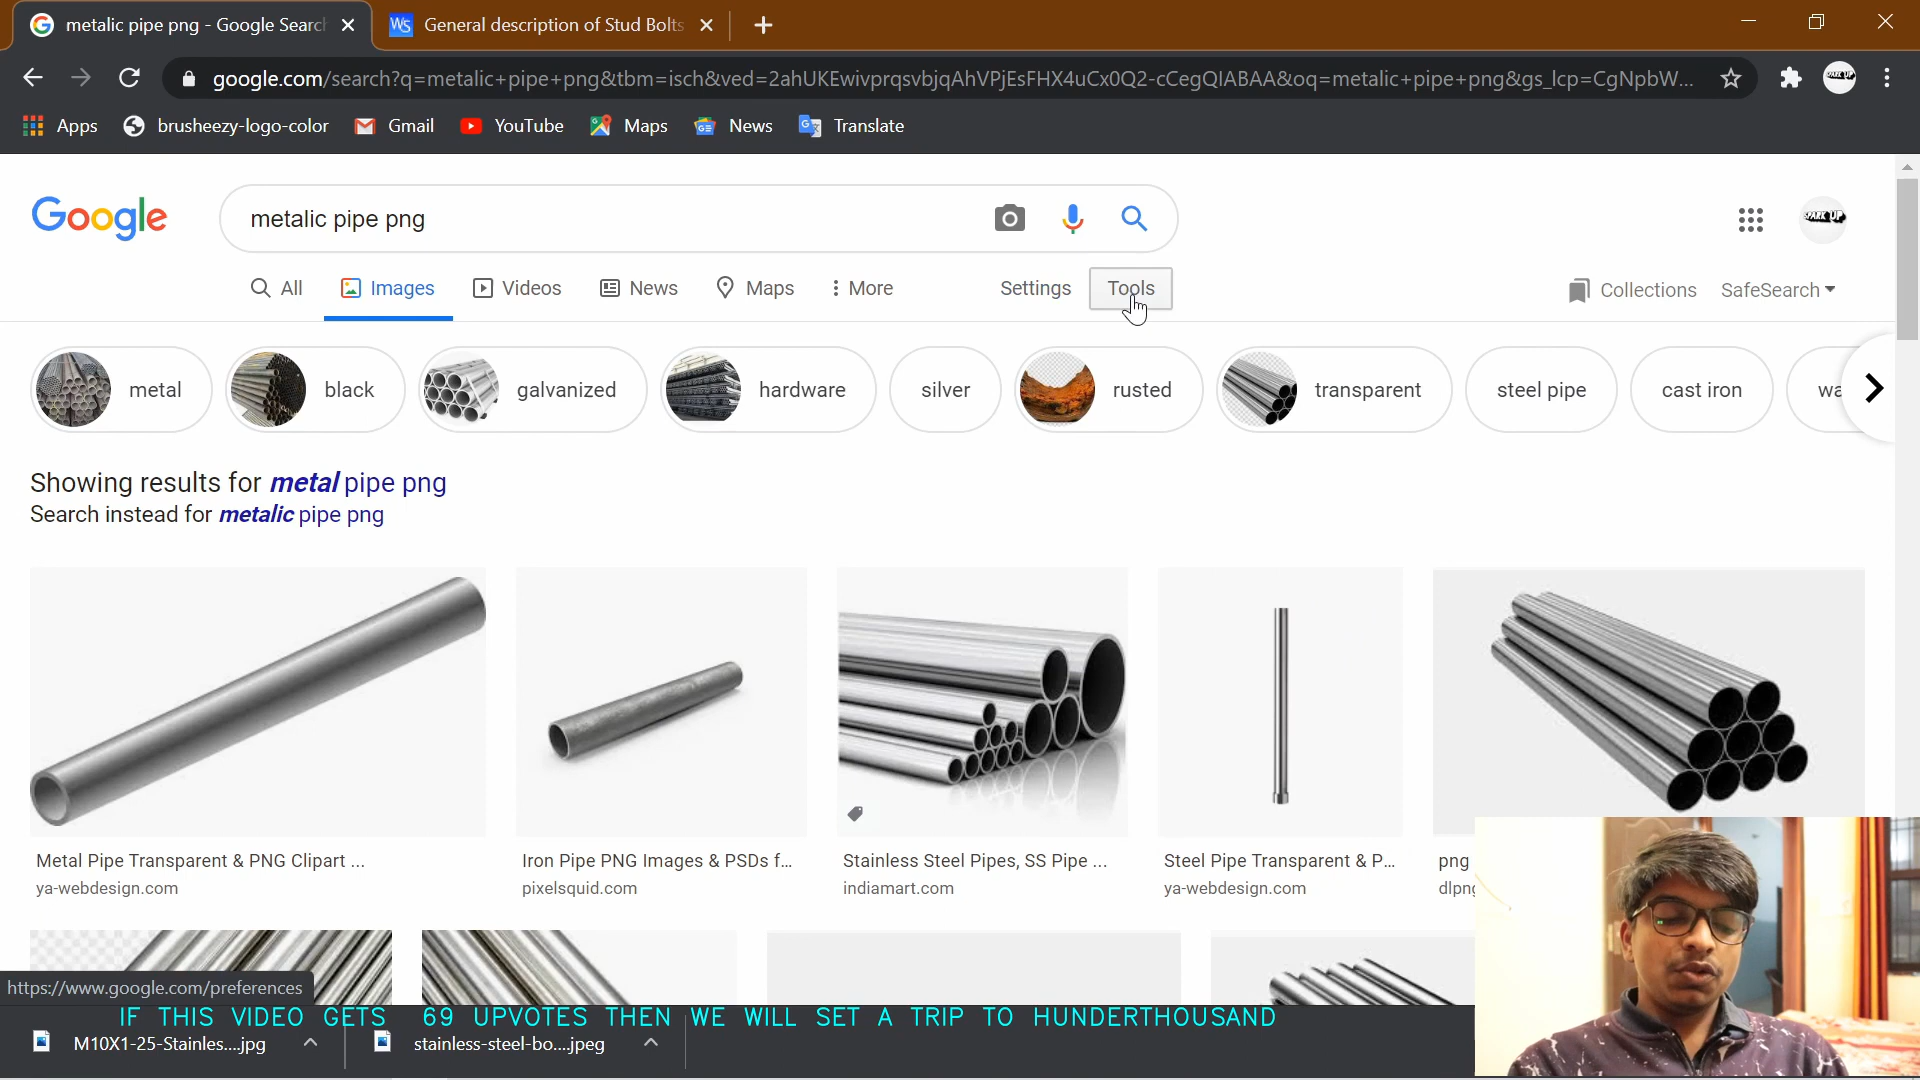 metalic pipe png - Google Search
General description of Stud Bolts
google.com/search?q=metalic+pipe+png&tbm=isch&ved=2ahUKEwivprqsvbjqAhVPjEsFHX4uCx0Q2-cCegQIABAA&oq=metalic+pipe+png&gs_lcp=CgNpbW...
Apps brusheezy-logo-color Gmail YouTube Maps News Translate
Google metalic pipe png SPARK UP
All Images Videos News Maps More Settings Tools Collections SafeSearch
metal black galvanized hardware silver rusted transparent steel pipe cast iron wa
Showing results for metal pipe png
Search instead for metalic pipe png
Metal Pipe Transparent & PNG Clipart ...
ya-webdesign.com
Iron Pipe PNG Images & PSDs f...
pixelsquid.com
Stainless Steel Pipes, SS Pipe ...
indiamart.com
Steel Pipe Transparent & P...
ya-webdesign.com
png
dlpng
https://www.google.com/preferences
IF THIS VIDEO GETS 69 UPVOTES THEN WE WILL SET A TRIP TO HUNDERTHOUSAND
M10X1-25-Stainles....jpg stainless-steel-bo....jpeg